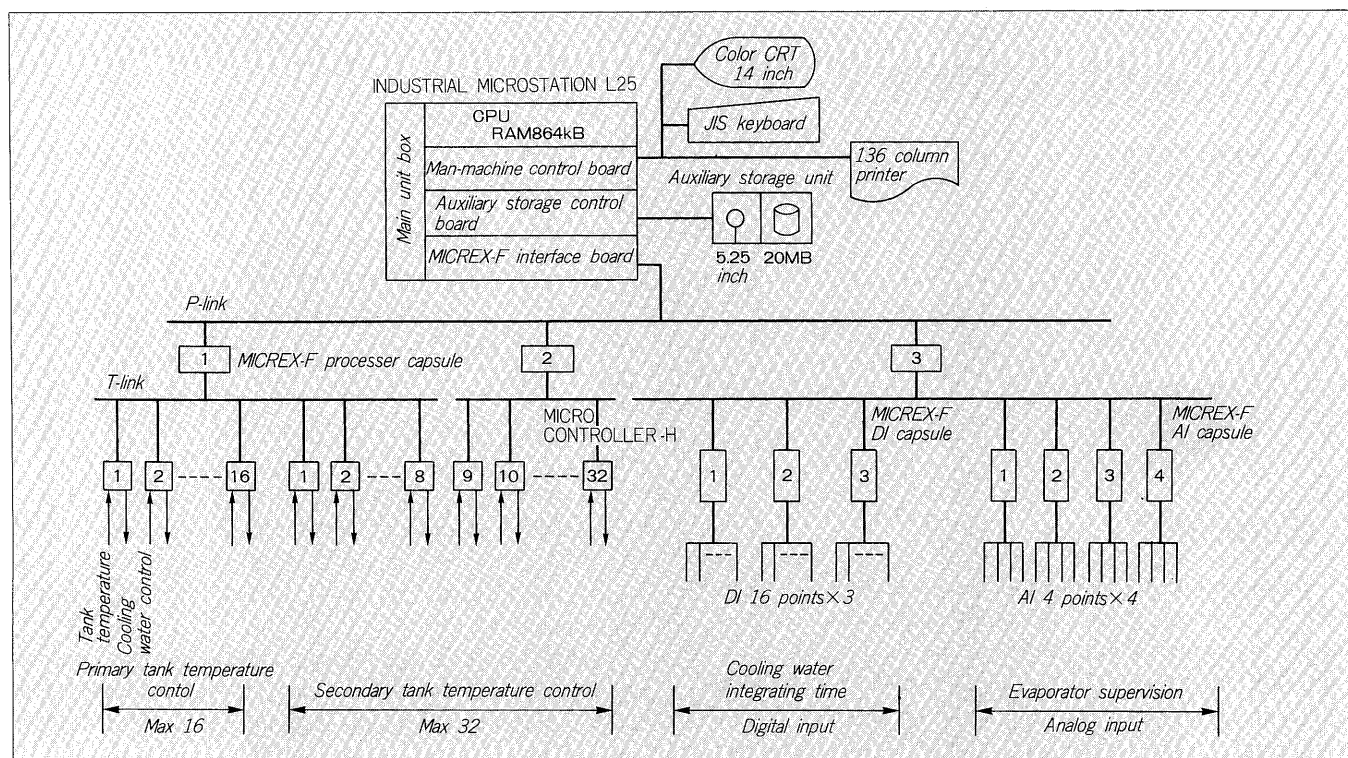 Color CRT
14 inch
INDUSTRIAL MICROSTATION L25
Main unit box
CPU
RAM864kB
Man-machine control board
Auxiliary storage control
board
MICREX-F interface board
JIS keyboard
136 column
printer
Auxiliary storage unit
5.25
inch
20MB
P-link
1
MICREX-F processer capsule
2
3
T-link
MICRO
CONTROLLER-H
MICREX-F
DI capsule
MICREX-F
AI capsule
1
2
16
1
2
8
9
10
32
1
2
3
1
2
3
4
Tank
temperature
Cooling
water control
DI 16 points×3
AI 4 points×4
Primary tank temperature
contol
Max 16
Secondary tank temperature control
Max 32
Cooling water
integrating time
Digital input
Evaporator supervision
Analog input